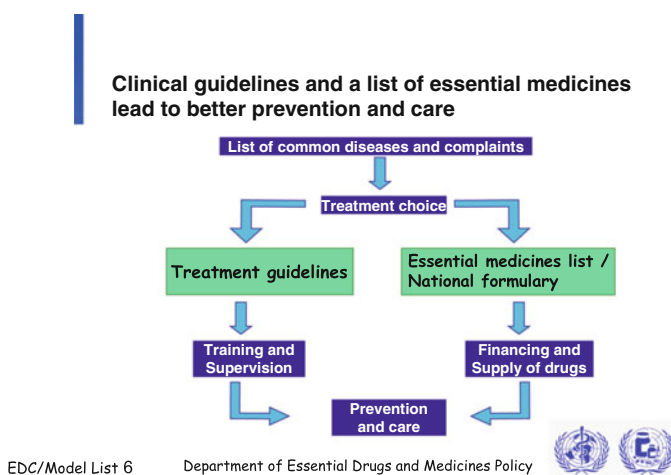 Clinical guidelines and a list of essential medicines
lead to better prevention and care
List of common diseases and complaints
Treatment choice
Treatment guidelines
Essential medicines list /
National formulary
Training and
Supervision
Financing and
Supply of drugs
Prevention
and care
EDC/Model List 6
Department of Essential Drugs and Medicines Policy